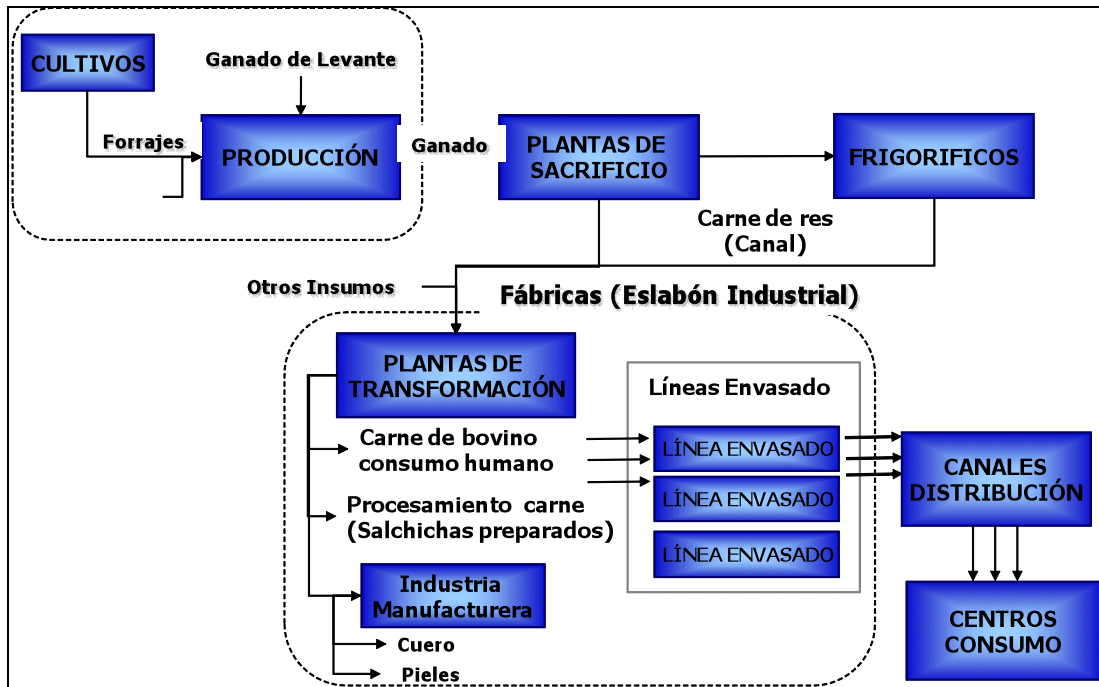 CULTIVOS
Ganado de Levante
Forrajes
PRODUCCIÓN
Ganado
PLANTAS DE
SACRIFICIO
FRIGORIFICOS
Carne de res
(Canal)
Otros Insumos
Fábricas (Eslabón Industrial)
PLANTAS DE
TRANSFORMACIÓN
Carne de bovino
consumo humano
Procesamiento carne
(Salchichas preparados)
Industria
Manufacturera
Cuero
Pieles
Líneas Envasado
LÍNEA ENVASADO
LÍNEA ENVASADO
LÍNEA ENVASADO
CANALES
DISTRIBUCIÓN
CENTROS
CONSUMO